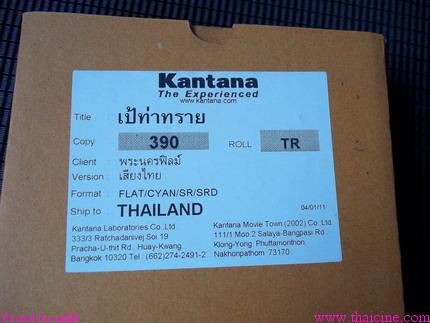 Kantana
The Experienced
www.kantana.com
Title : เป้ท่าทราย
Copy 390 ROLL TR
Client : พระนครฟิลม์
Version : เสียงไทย
Format : FLAT/CYAN/SR/SRD
Ship to : THAILAND 04/01/11
Kantana Laboratories Co.,Ltd.
333/3 Ratchadanivej Soi 19
Pracha-U-thit Rd. Huay-Kwang
Bangkok 10320 Tel. (662)274-2491-2
Kantana Movie Town (2002) Co., Ltd.
111/1 Moo 2 Salaya-Bangpasi Rd.
Klong-Yong Phuttamonthon
Nakhonpathom 73170
www.thaicine.com